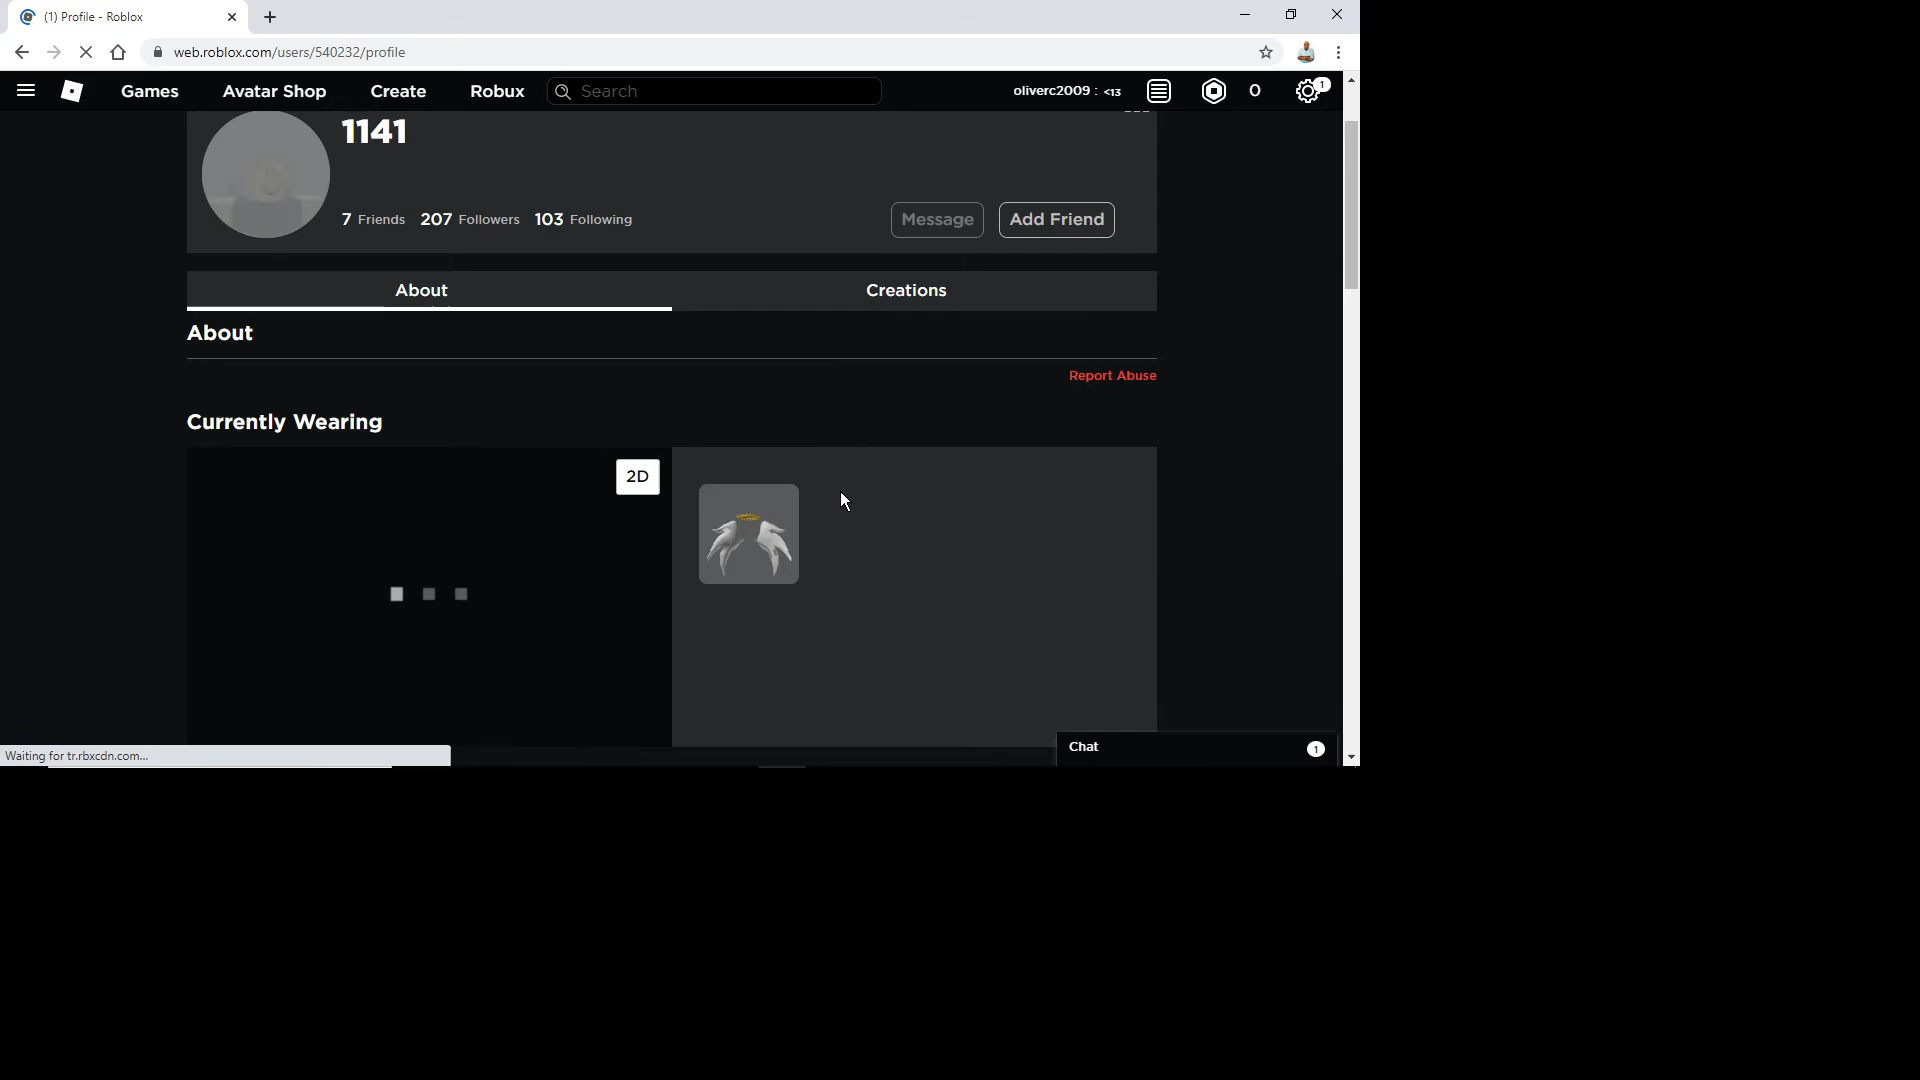 (1) Profile - Roblox
web.roblox.com/users/540232/profile
Games Avatar Shop Create Robux Search oliverc2009 : <13 0 1
1141
7 Friends 207 Followers 103 Following Message Add Friend
About Creations
About
Report Abuse
Currently Wearing
2D
Chat 1
Waiting for tr.rbxcdn.com...